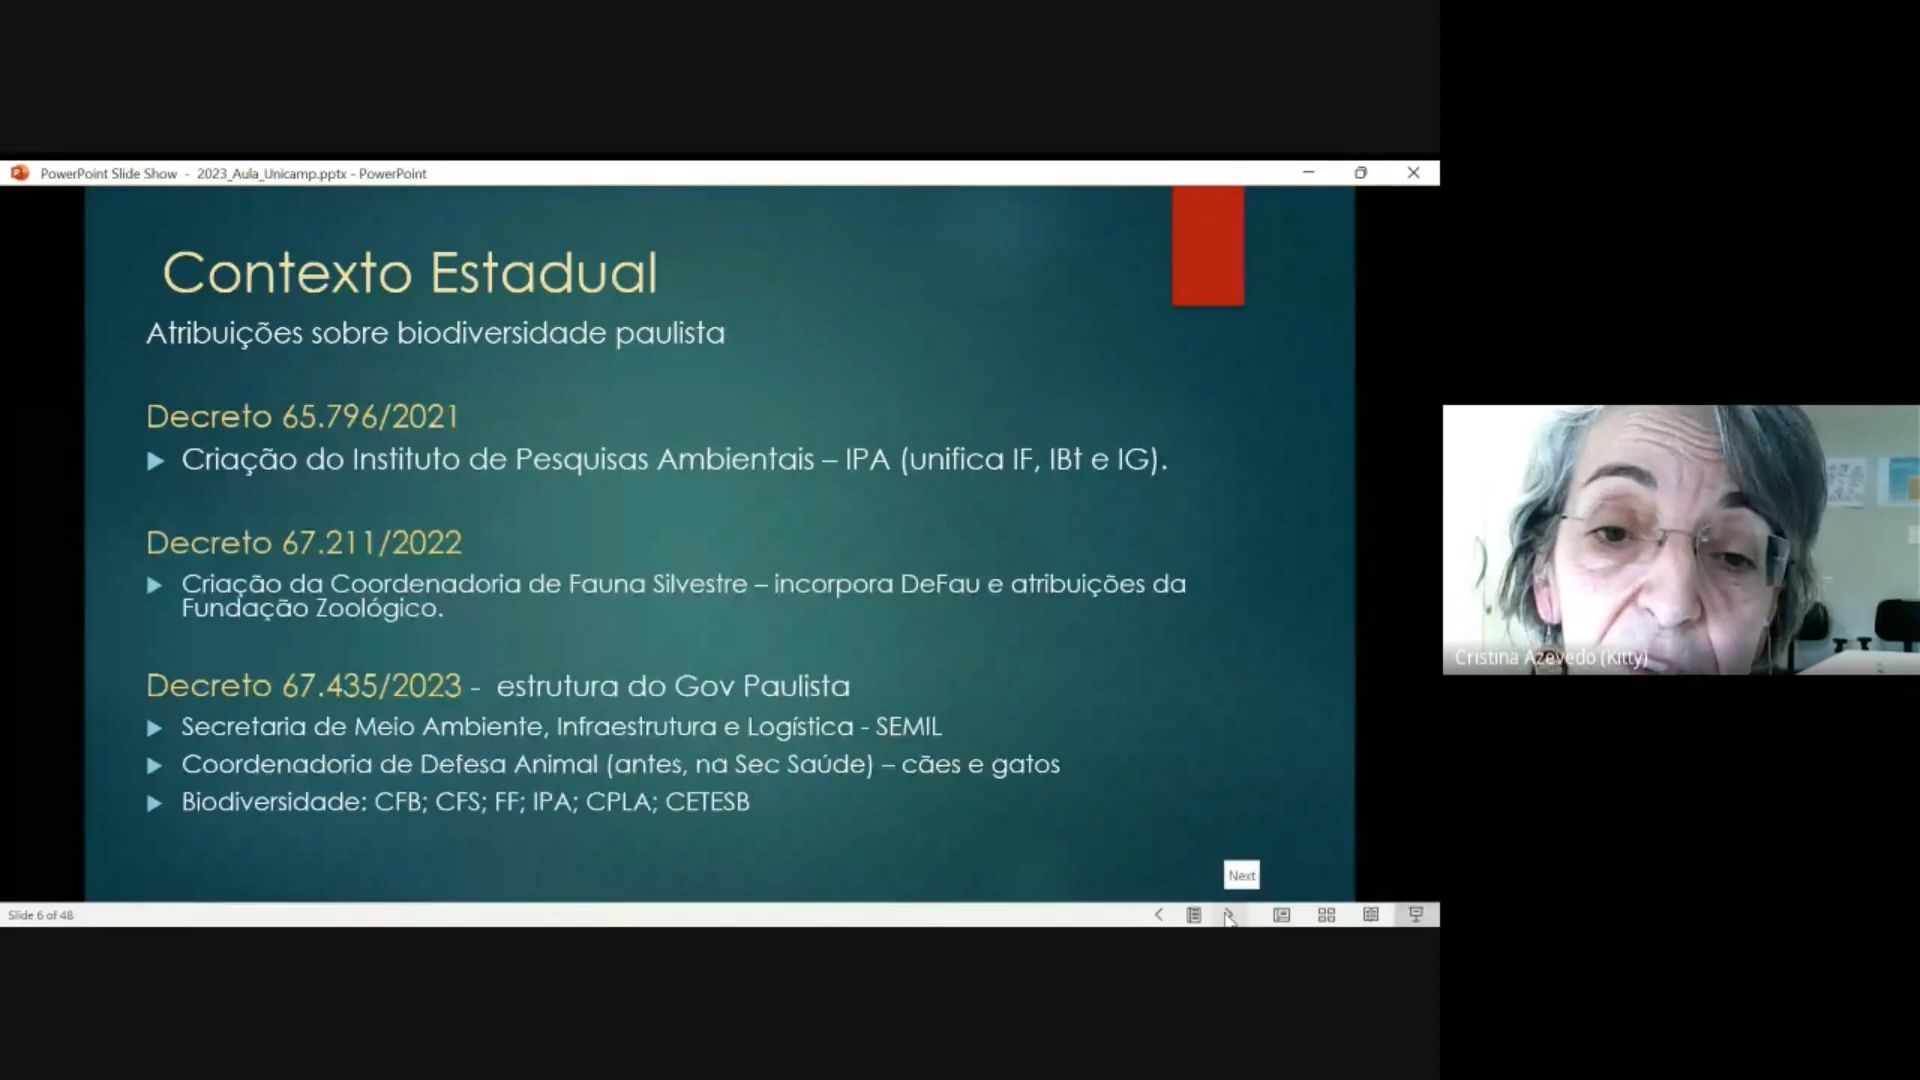 PowerPoint Slide Show - 2023_Aula_Unicamp.pptx - PowerPoint
Contexto Estadual
Atribuições sobre biodiversidade paulista
Decreto 65.796/2021
Criação do Instituto de Pesquisas Ambientais – IPA (unifica IF, IBt e IG).
Decreto 67.211/2022
Criação da Coordenadoria de Fauna Silvestre – incorpora DeFau e atribuições da
Fundação Zoológico.
Decreto 67.435/2023 - estrutura do Gov Paulista
Secretaria de Meio Ambiente, Infraestrutura e Logística - SEMIL
Coordenadoria de Defesa Animal (antes, na Sec Saúde) – cães e gatos
Biodiversidade: CFB; CFS; FF; IPA; CPLA; CETESB
Next
Slide 6 of 48
Cristina Azevedo (Kitty)